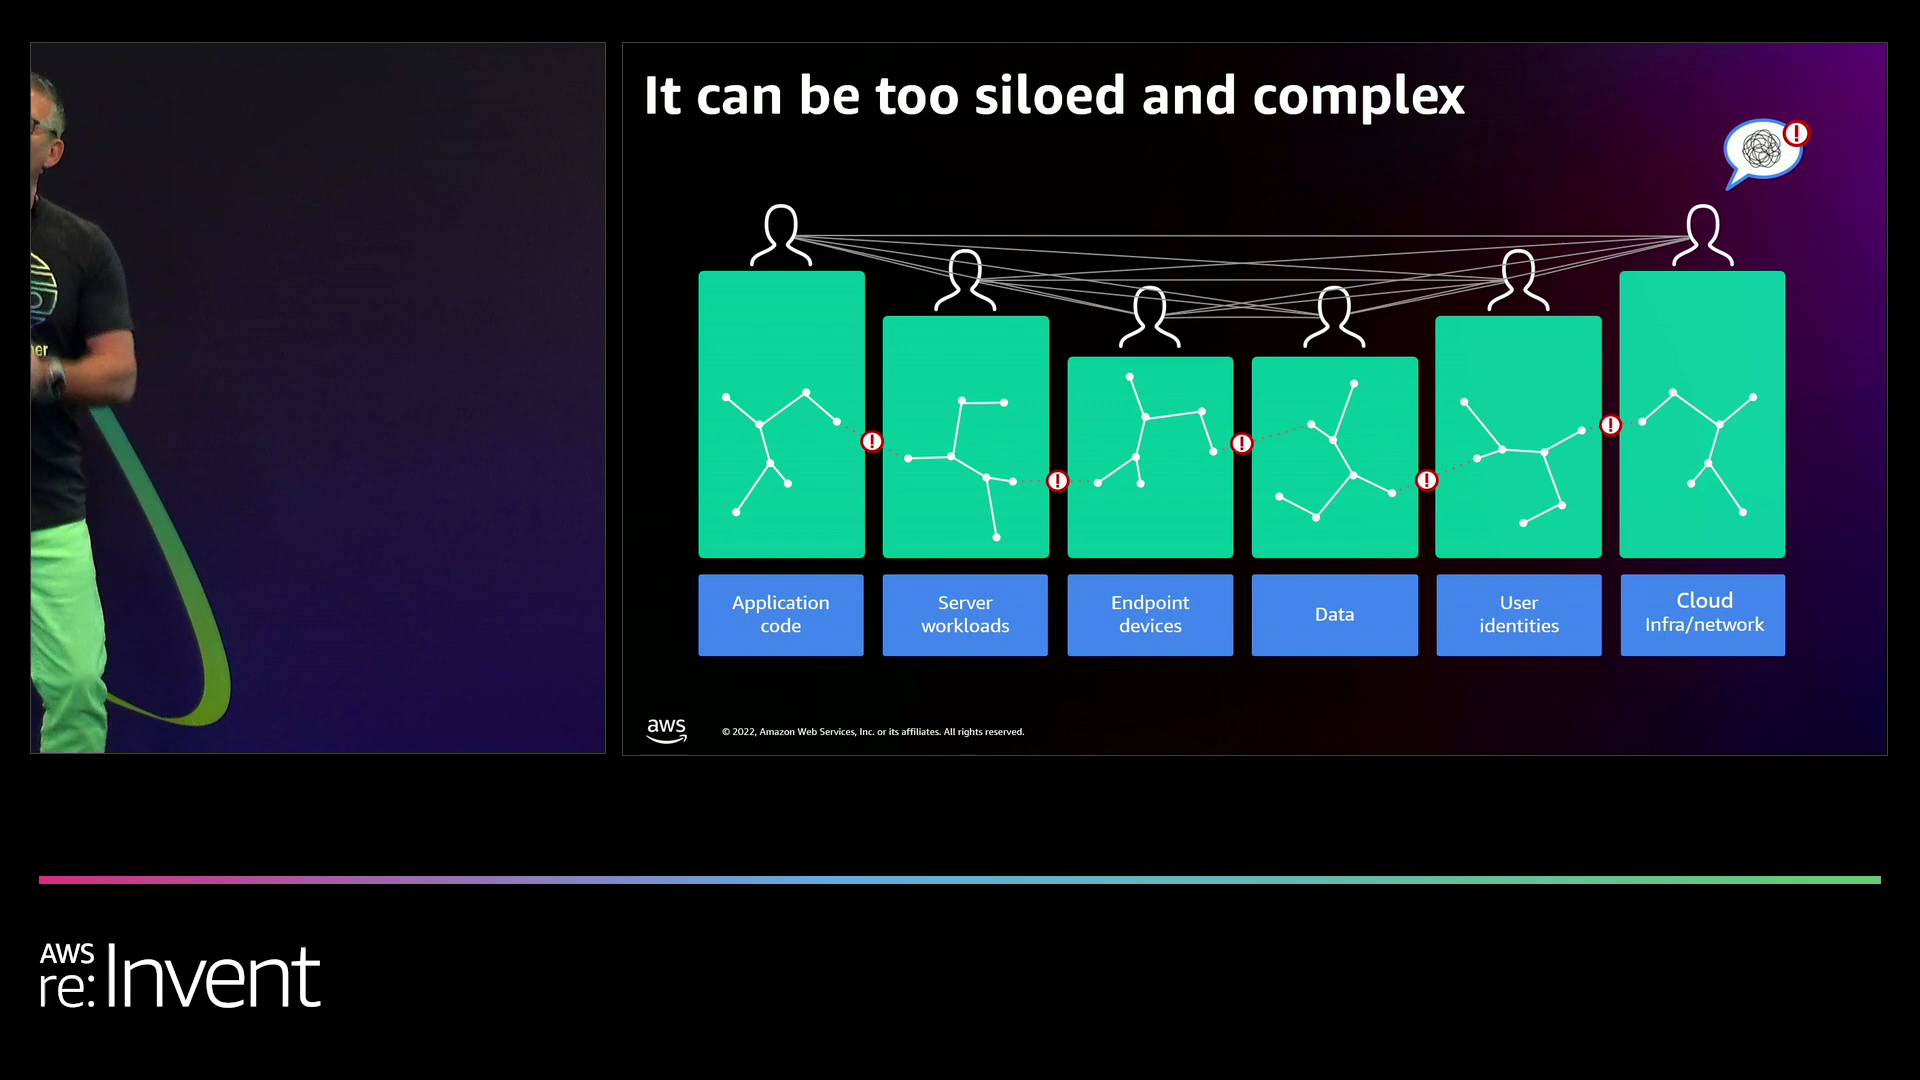 It can be too siloed and complex
Application
code
Server
workloads
Endpoint
devices
Data
User
identities
Cloud
Infra/network
aws
© 2022, Amazon Web Services, Inc. or its affiliates. All rights reserved.
AWS
re:Invent